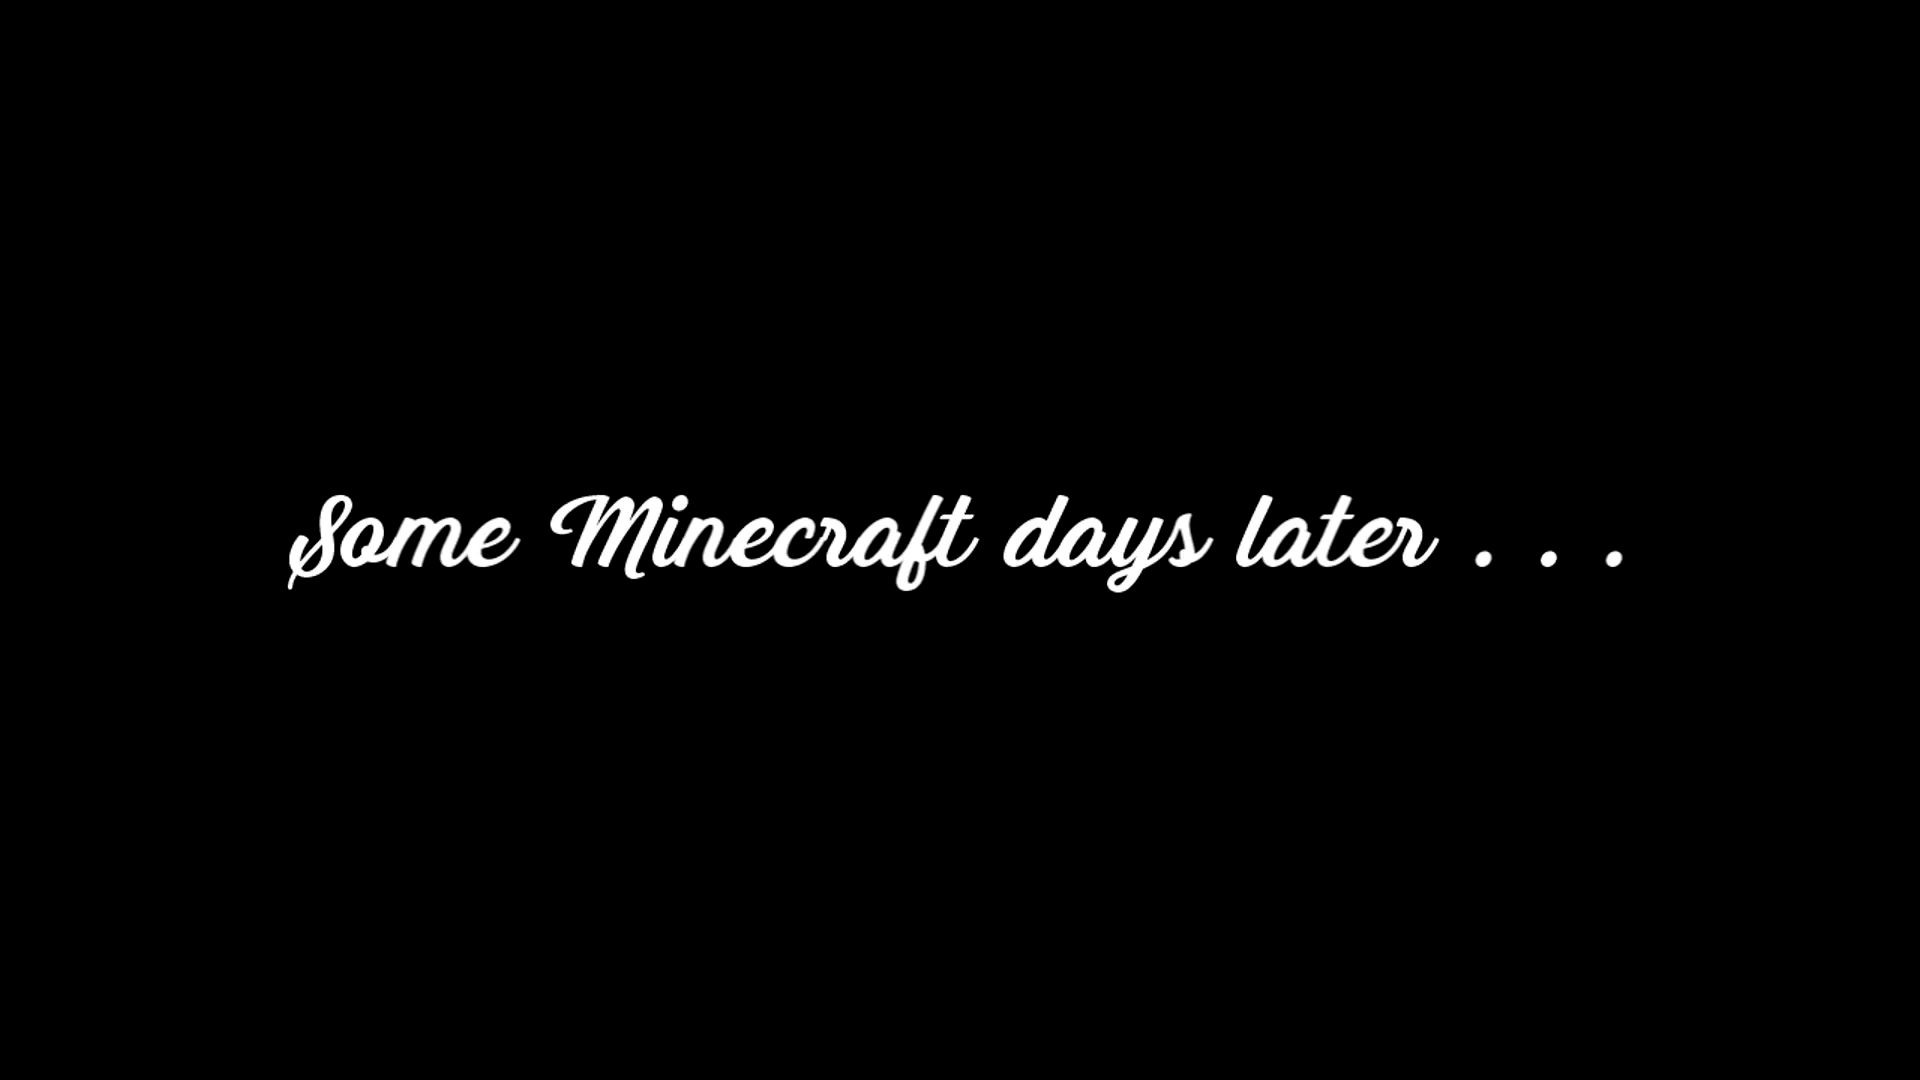 Some Minecraft days later . . .